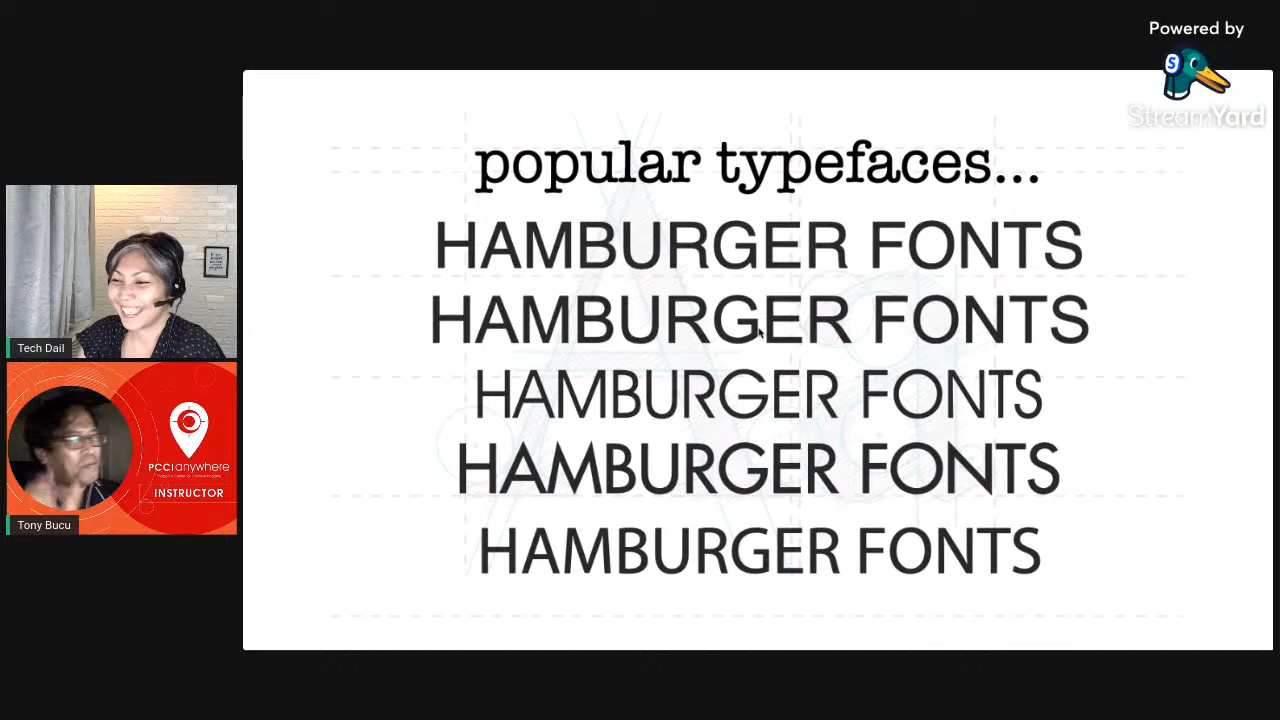 Powered by
StreamYard
popular typefaces...
HAMBURGER FONTS
HAMBURGER FONTS
HAMBURGER FONTS
HAMBURGER FONTS
HAMBURGER FONTS
Tech Dail
PCCI anywhere
INSTRUCTOR
Tony Bucu